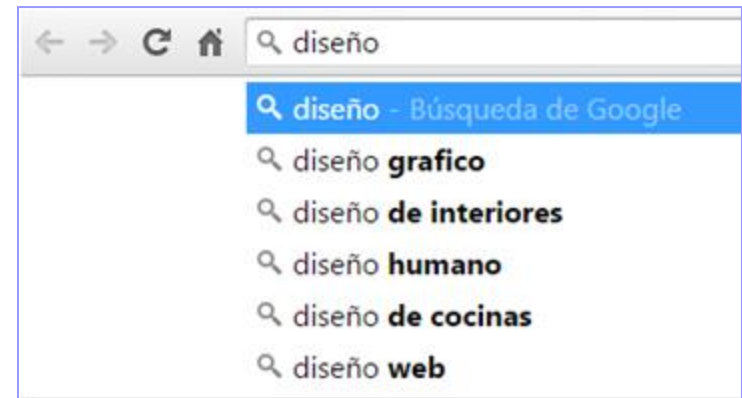 diseño
diseño - Búsqueda de Google
diseño grafico
diseño de interiores
diseño humano
diseño de cocinas
diseño web